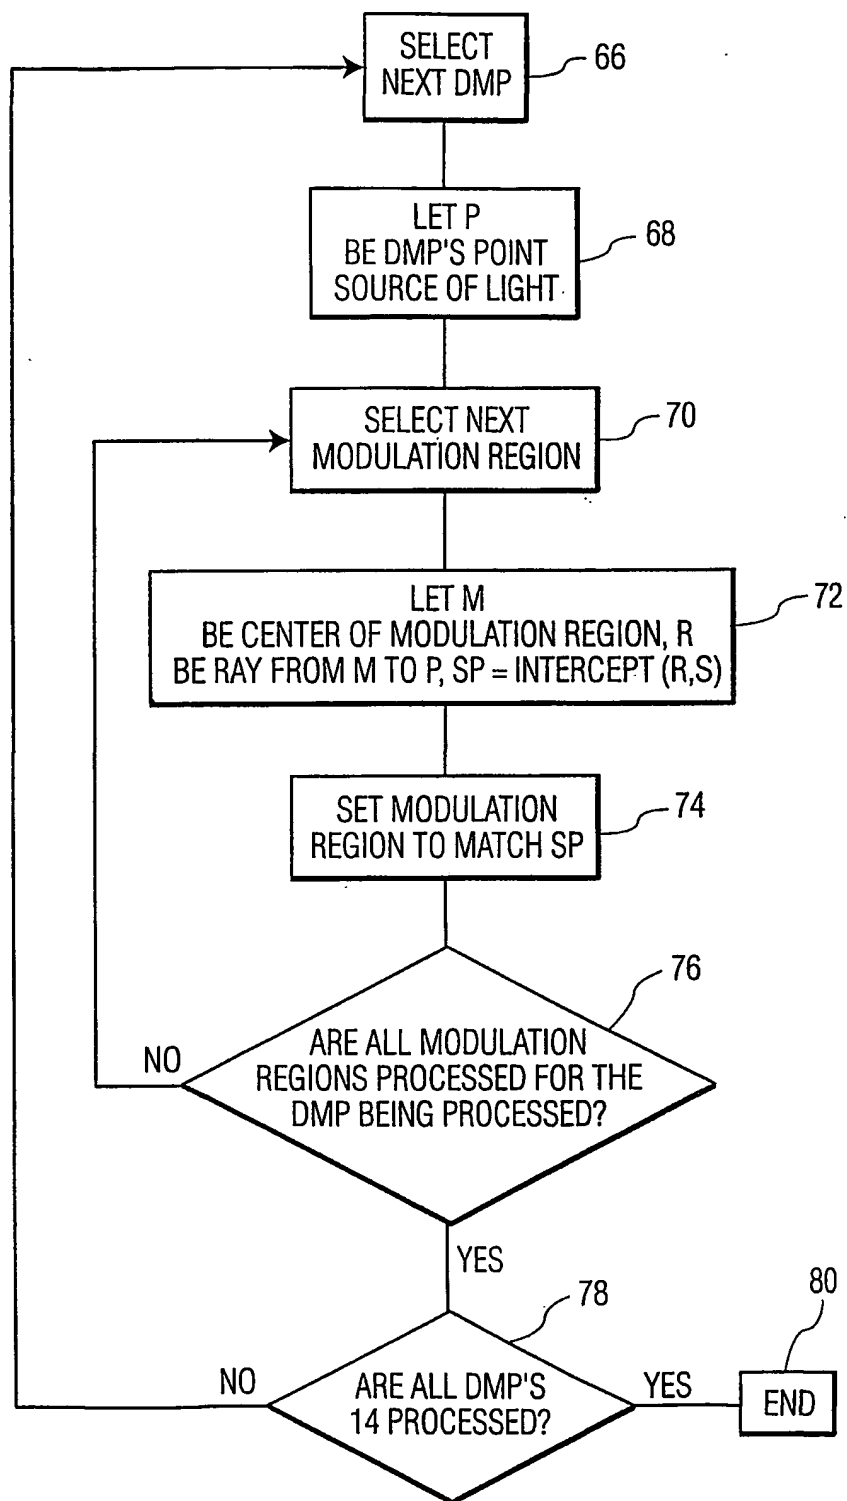 SELECT
NEXT DMP
66
LET P
BE DMP'S POINT
SOURCE OF LIGHT
68
SELECT NEXT
MODULATION REGION
70
LET M
BE CENTER OF MODULATION REGION, R
BE RAY FROM M TO P, SP = INTERCEPT (R,S)
72
SET MODULATION
REGION TO MATCH SP
74
76
ARE ALL MODULATION
REGIONS PROCESSED FOR THE
DMP BEING PROCESSED?
NO
YES
78
80
ARE ALL DMP'S
14 PROCESSED?
NO
YES
END